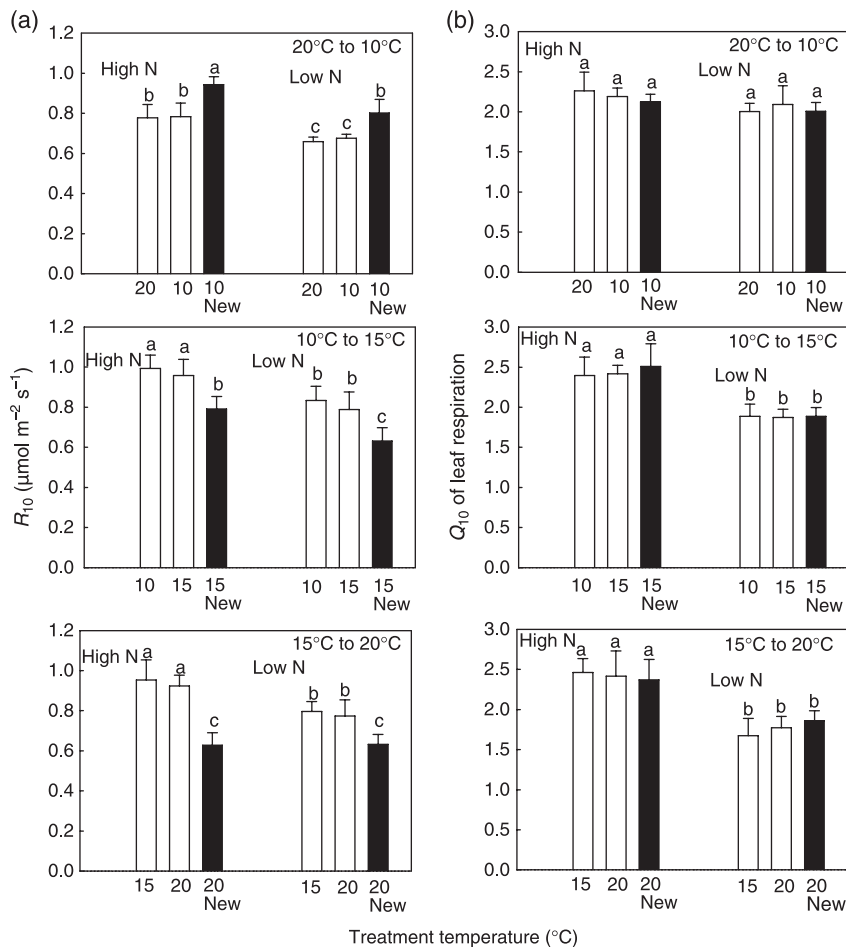 (a)
R10 (µmol m–2 s–1)
20°C to 10°C
High N
Low N
1.2
1.0
0.8
0.6
0.4
0.2
0.0
b b a
c c b
20 10 10 20 10 10
New New
10°C to 15°C
High N
Low N
1.2
1.0
0.8
0.6
0.4
0.2
0.0
a a b
b b c
10 15 15 10 15 15
New New
15°C to 20°C
High N
Low N
1.2
1.0
0.8
0.6
0.4
0.2
0.0
a a c
b b c
15 20 20 15 20 20
New New
(b)
Q10 of leaf respiration
20°C to 10°C
High N
Low N
3.0
2.5
2.0
1.5
1.0
0.5
0.0
a a a
a a a
20 10 10 20 10 10
New New
10°C to 15°C
High N
Low N
3.0
2.5
2.0
1.5
1.0
0.5
0.0
a a a
b b b
10 15 15 10 15 15
New New
15°C to 20°C
High N
Low N
3.0
2.5
2.0
1.5
1.0
0.5
0.0
a a a
b b b
15 20 20 15 20 20
New New
Treatment temperature (°C)